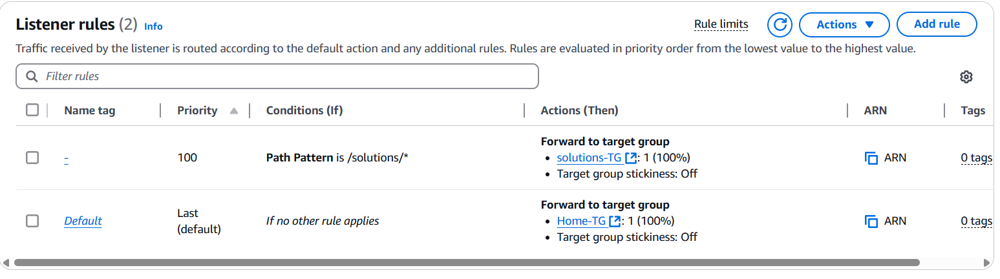 Listener rules (2) Info
Rule limits
Actions
Add rule
Traffic received by the listener is routed according to the default action and any additional rules. Rules are evaluated in priority order from the lowest value to the highest value.
Filter rules
Name tag Priority Conditions (If) Actions (Then) ARN Tags
Forward to target group
- 100 Path Pattern is /solutions/* • solutions-TG : 1 (100%) ARN 0 tags
• Target group stickiness: Off
Forward to target group
Default Last (default) If no other rule applies • Home-TG : 1 (100%) ARN 0 tags
• Target group stickiness: Off